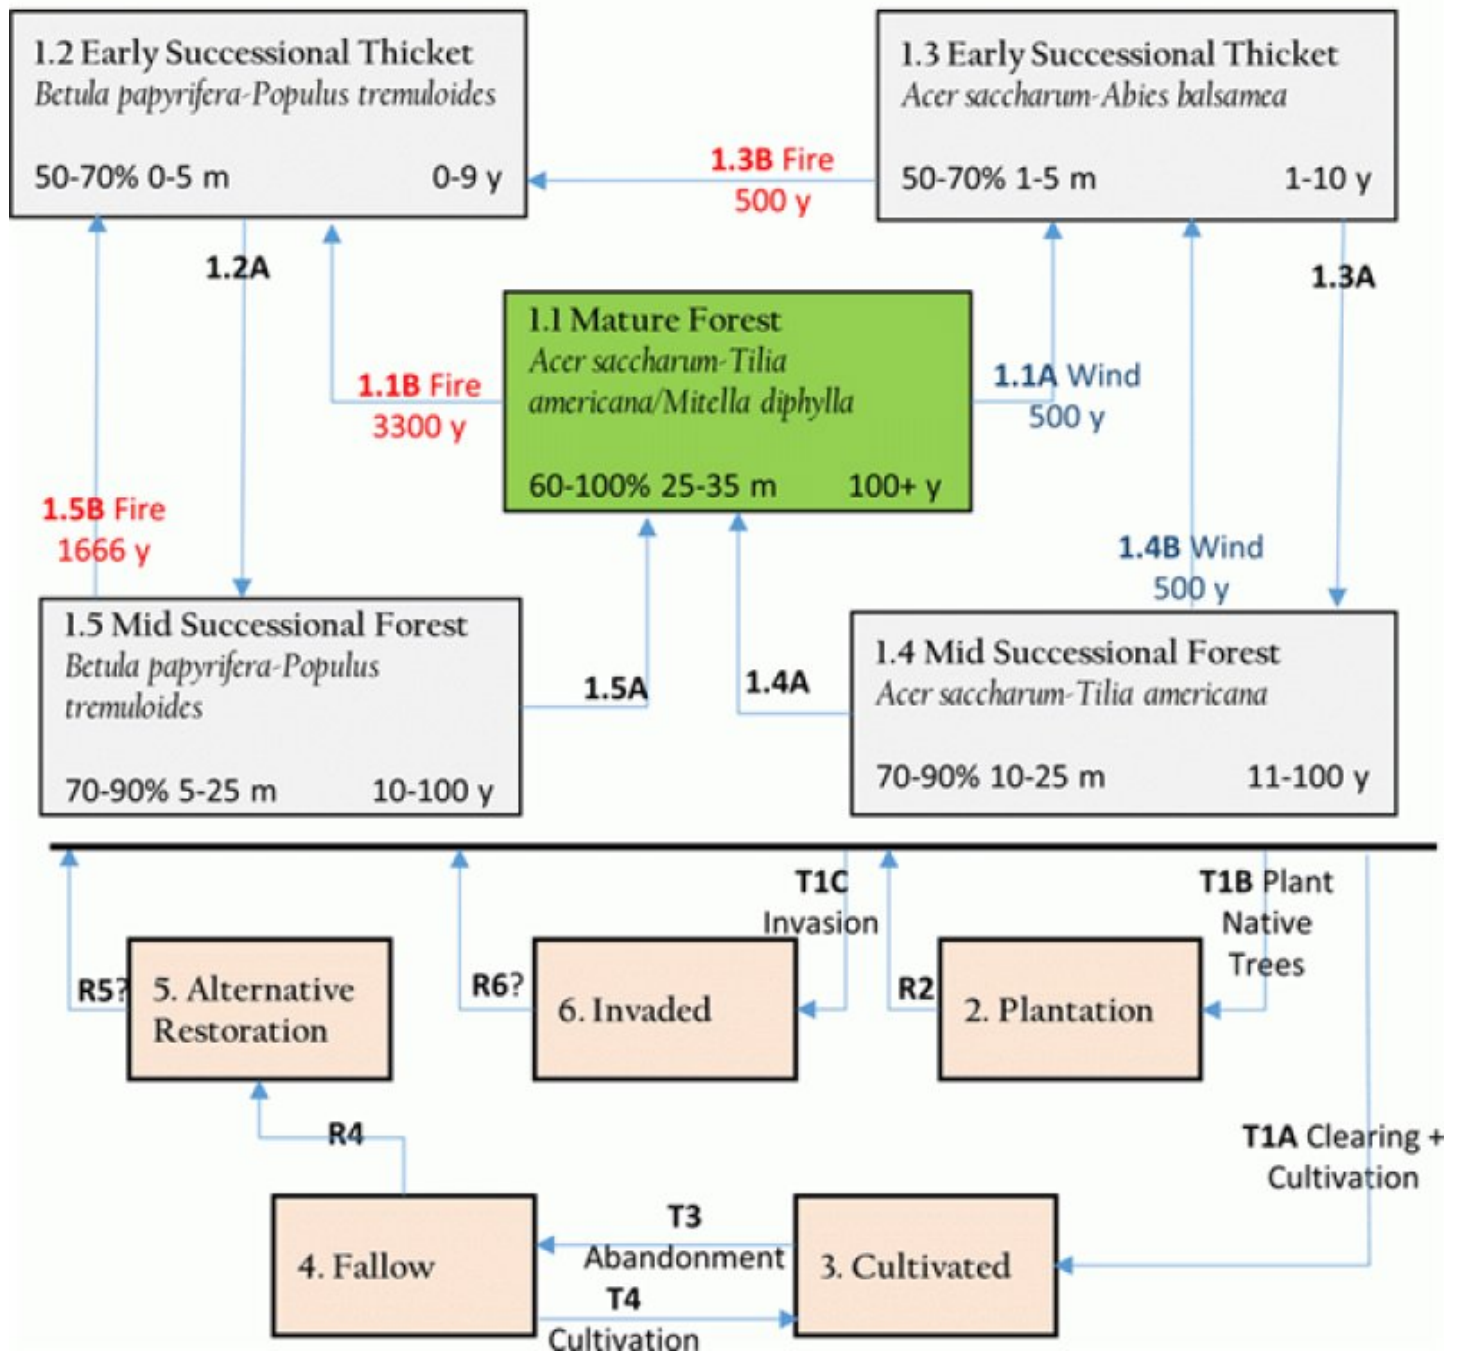 1.2 Early Successional Thicket
Betula papyrifera-Populus tremuloides
50-70% 0-5 m 0-9 y
1.3 Early Successional Thicket
Acer saccharum-Abies balsamea
50-70% 1-5 m 1-10 y
1.3B Fire
500 y
1.2A
1.3A
1.1 Mature Forest
Acer saccharum-Tilia
americana/Mitella diphylla
60-100% 25-35 m 100+ y
1.1B Fire
3300 y
1.1A Wind
500 y
1.5B Fire
1666 y
1.4B Wind
500 y
1.5 Mid Successional Forest
Betula papyrifera-Populus
tremuloides
70-90% 5-25 m 10-100 y
1.5A
1.4A
1.4 Mid Successional Forest
Acer saccharum-Tilia americana
70-90% 10-25 m 11-100 y
T1C
Invasion
T1B Plant
Native
Trees
R5?
5. Alternative
Restoration
R6?
6. Invaded
R2
2. Plantation
R4
T1A Clearing +
Cultivation
4. Fallow
T3
Abandonment
T4
Cultivation
3. Cultivated